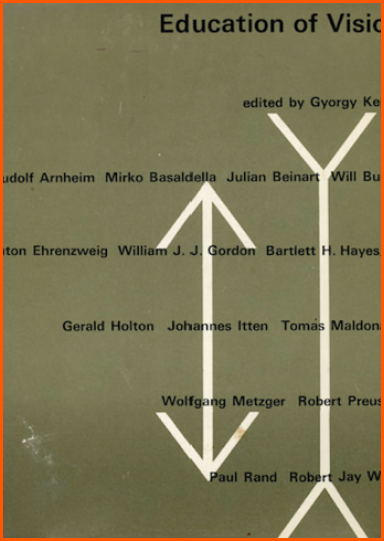 Education of Visio
edited by Gyorgy Ke
udolf Arnheim Mirko Basaldella Julian Beinart Will Bu
ton Ehrenzweig William J. J. Gordon Bartlett H. Hayes
Gerald Holton Johannes Itten Tomás Maldona
Wolfgang Metzger Robert Preus
Paul Rand Robert Jay W